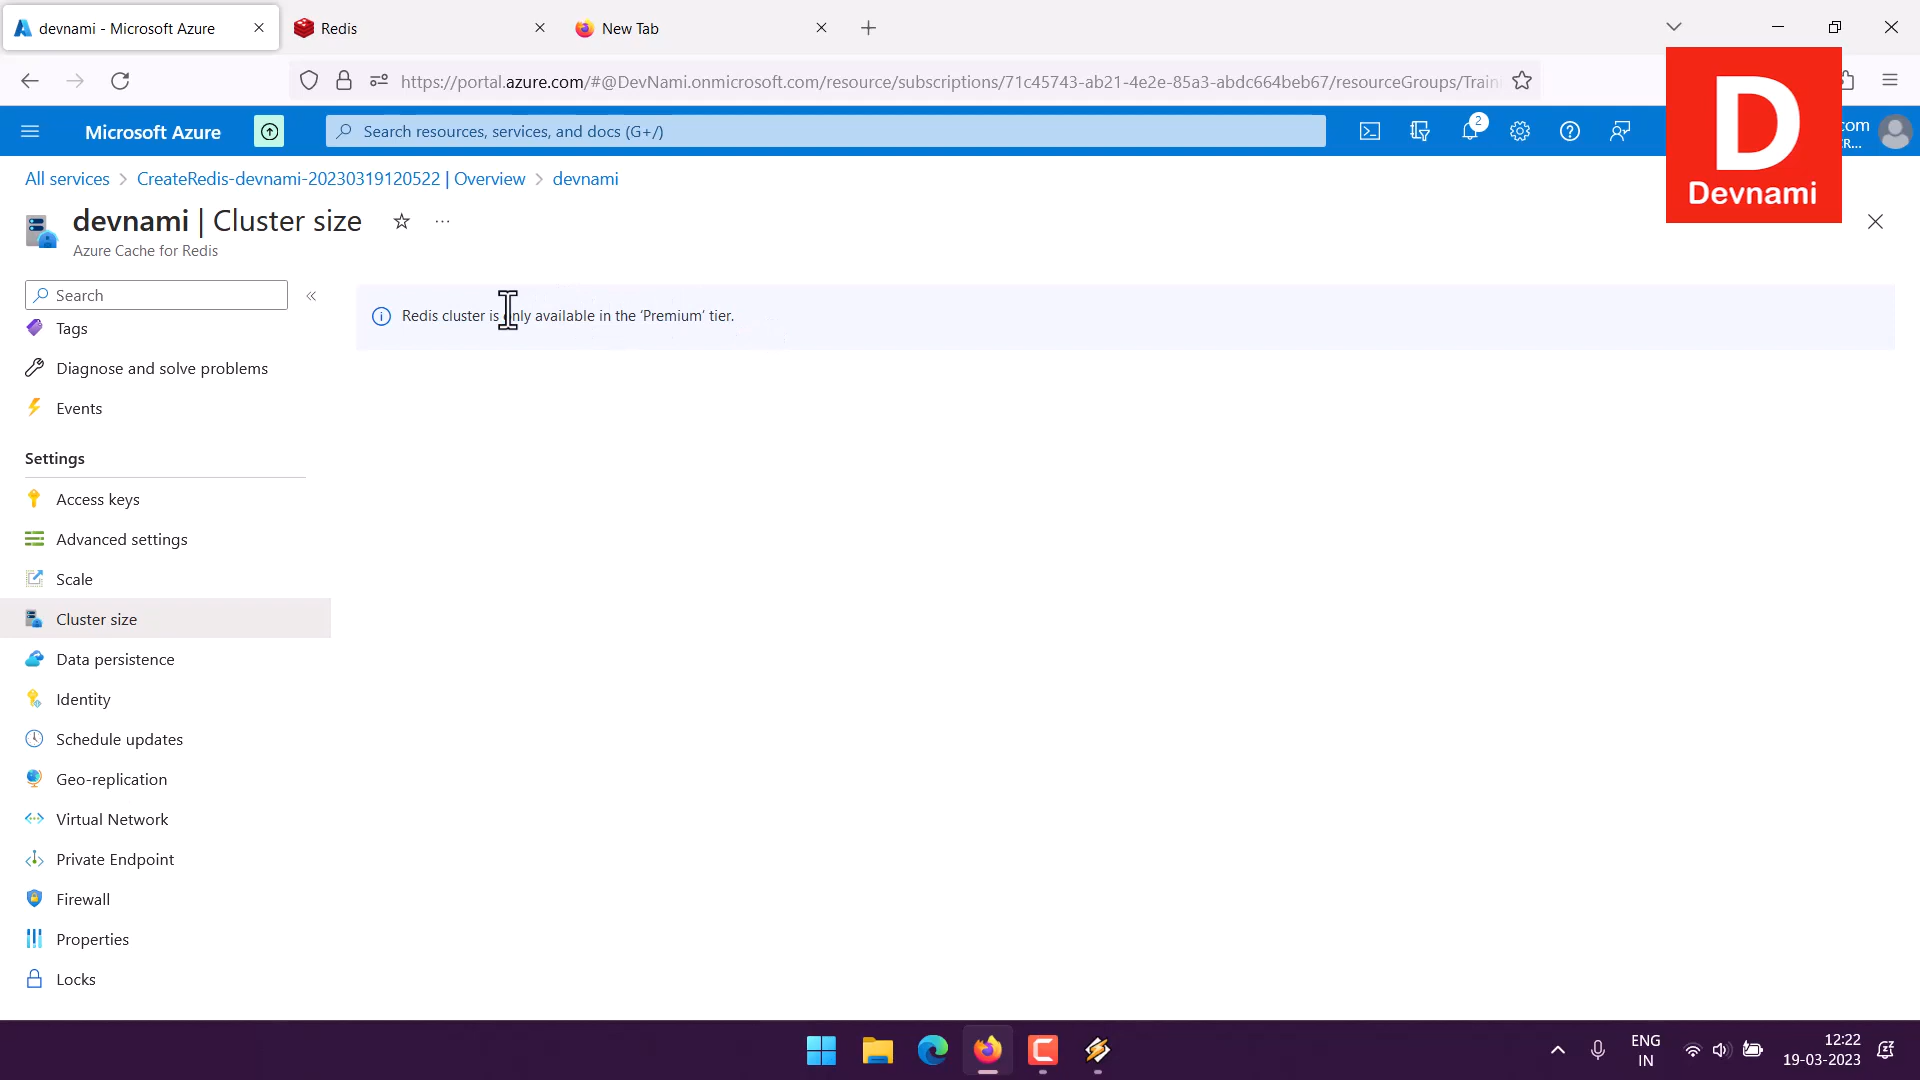 devnami - Microsoft Azure
Redis
New Tab
https://portal.azure.com/#@DevNami.onmicrosoft.com/resource/subscriptions/71c45743-ab21-4e2e-85a3-abdc664beb67/resourceGroups/Train
Microsoft Azure
Search resources, services, and docs (G+/)
2
com
R...
D
Devnami
All services > CreateRedis-devnami-20230319120522 | Overview > devnami
devnami | Cluster size
Azure Cache for Redis
Search
Redis cluster is only available in the ‘Premium’ tier.
Tags
Diagnose and solve problems
Events
Settings
Access keys
Advanced settings
Scale
Cluster size
Data persistence
Identity
Schedule updates
Geo-replication
Virtual Network
Private Endpoint
Firewall
Properties
Locks
ENG
IN
12:22
19-03-2023